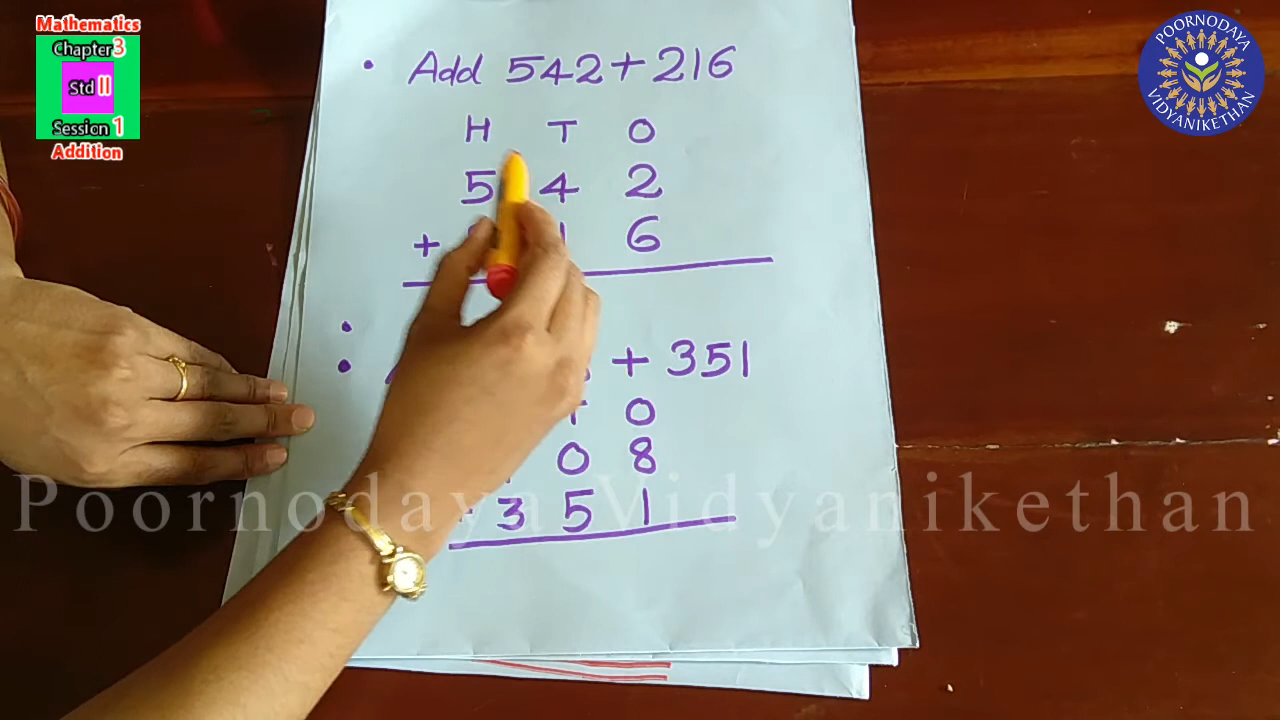 Mathematics
Chapter 3
Std II
Session 1
Addition
POORNODAYA
VIDYANIKETHAN
• Add 542+216
H T O
5 4 2
+ 1 6
• + 351
• T O
0 8
+ 3 5 1
Poornodaya Vidyanikethan